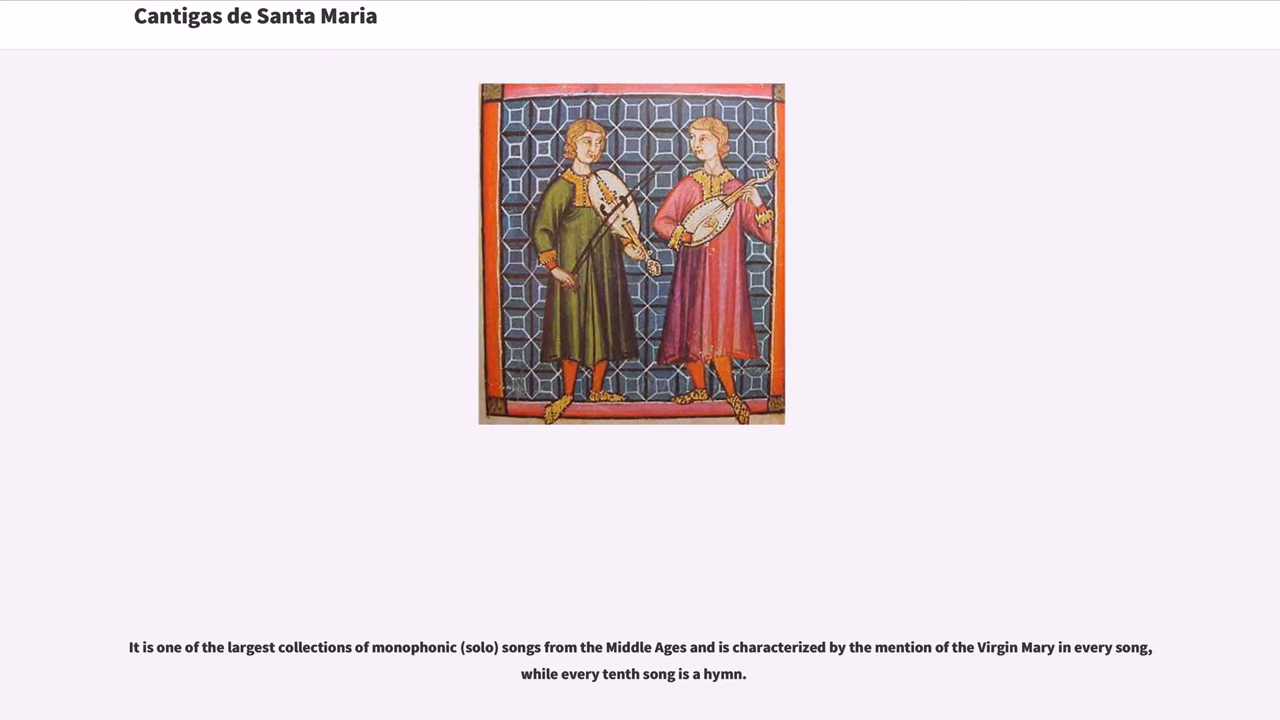 Cantigas de Santa Maria
It is one of the largest collections of monophonic (solo) songs from the Middle Ages and is characterized by the mention of the Virgin Mary in every song,
while every tenth song is a hymn.